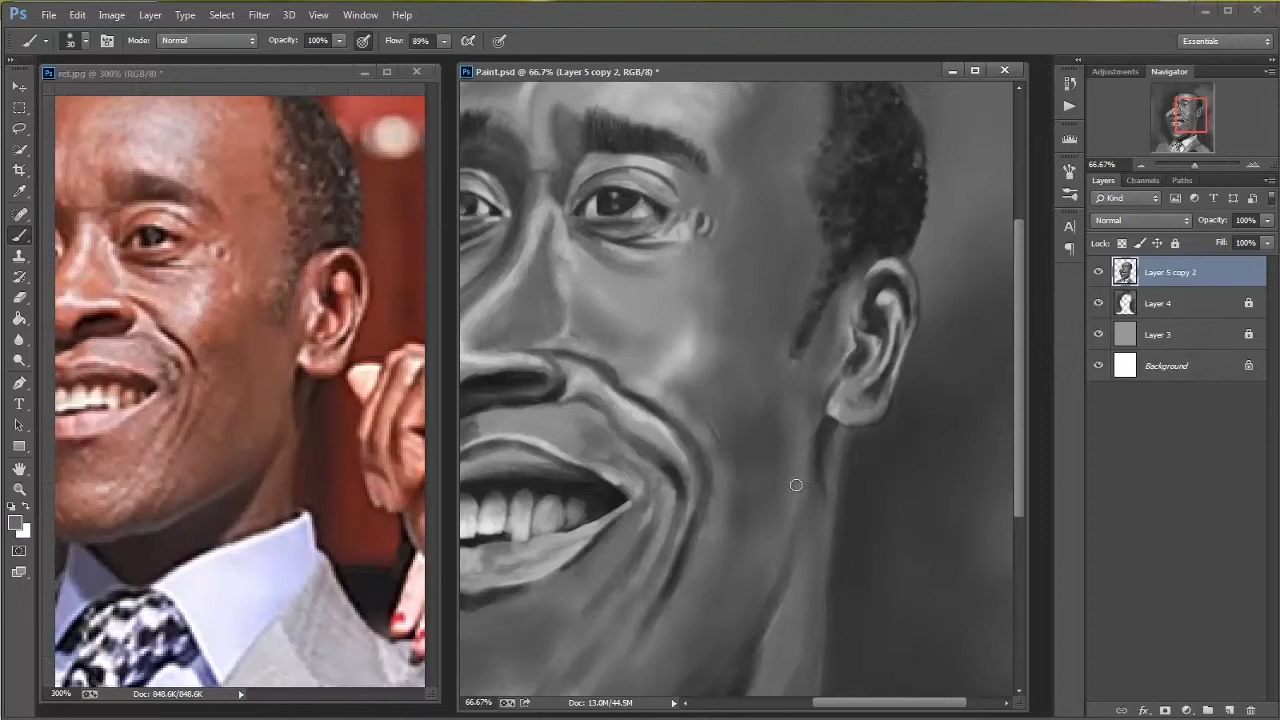 Ps File Edit Image Layer Type Select Filter 3D View Window Help
30 Mode: Normal Opacity: 100% Flow: 89% Essentials
Ps ref.jpg @ 300% (RGB/8) *
Ps Paint.psd @ 66.7% (Layer 5 copy 2, RGB/8) *
Adjustments Navigator
66.67%
Layers Channels Paths
Kind
Normal Opacity: 100%
Lock: Fill: 100%
Layer 5 copy 2
Layer 4
Layer 3
Background
300% Doc: 848.6K/848.6K
66.67% Doc: 13.0M/44.5M